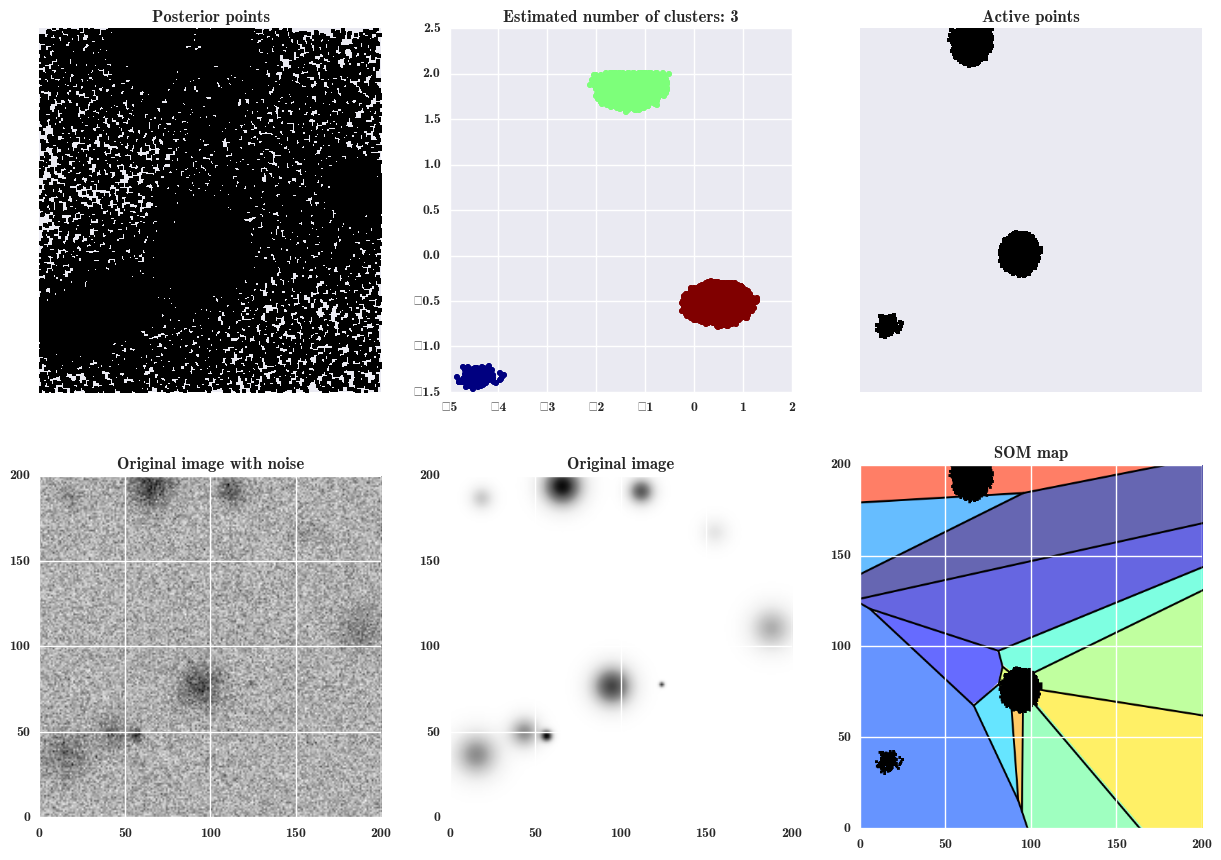 Posterior points
Estimated number of clusters: 3
Active points
2.5
2.0
1.5
1.0
0.5
0.0
□0.5
□1.0
□1.5
□5 □4 □3 □2 □1 0 1 2
Original image with noise
Original image
SOM map
200
150
100
50
0
0 50 100 150 200
200
150
100
50
0
0 50 100 150 200
200
150
100
50
0
0 50 100 150 200